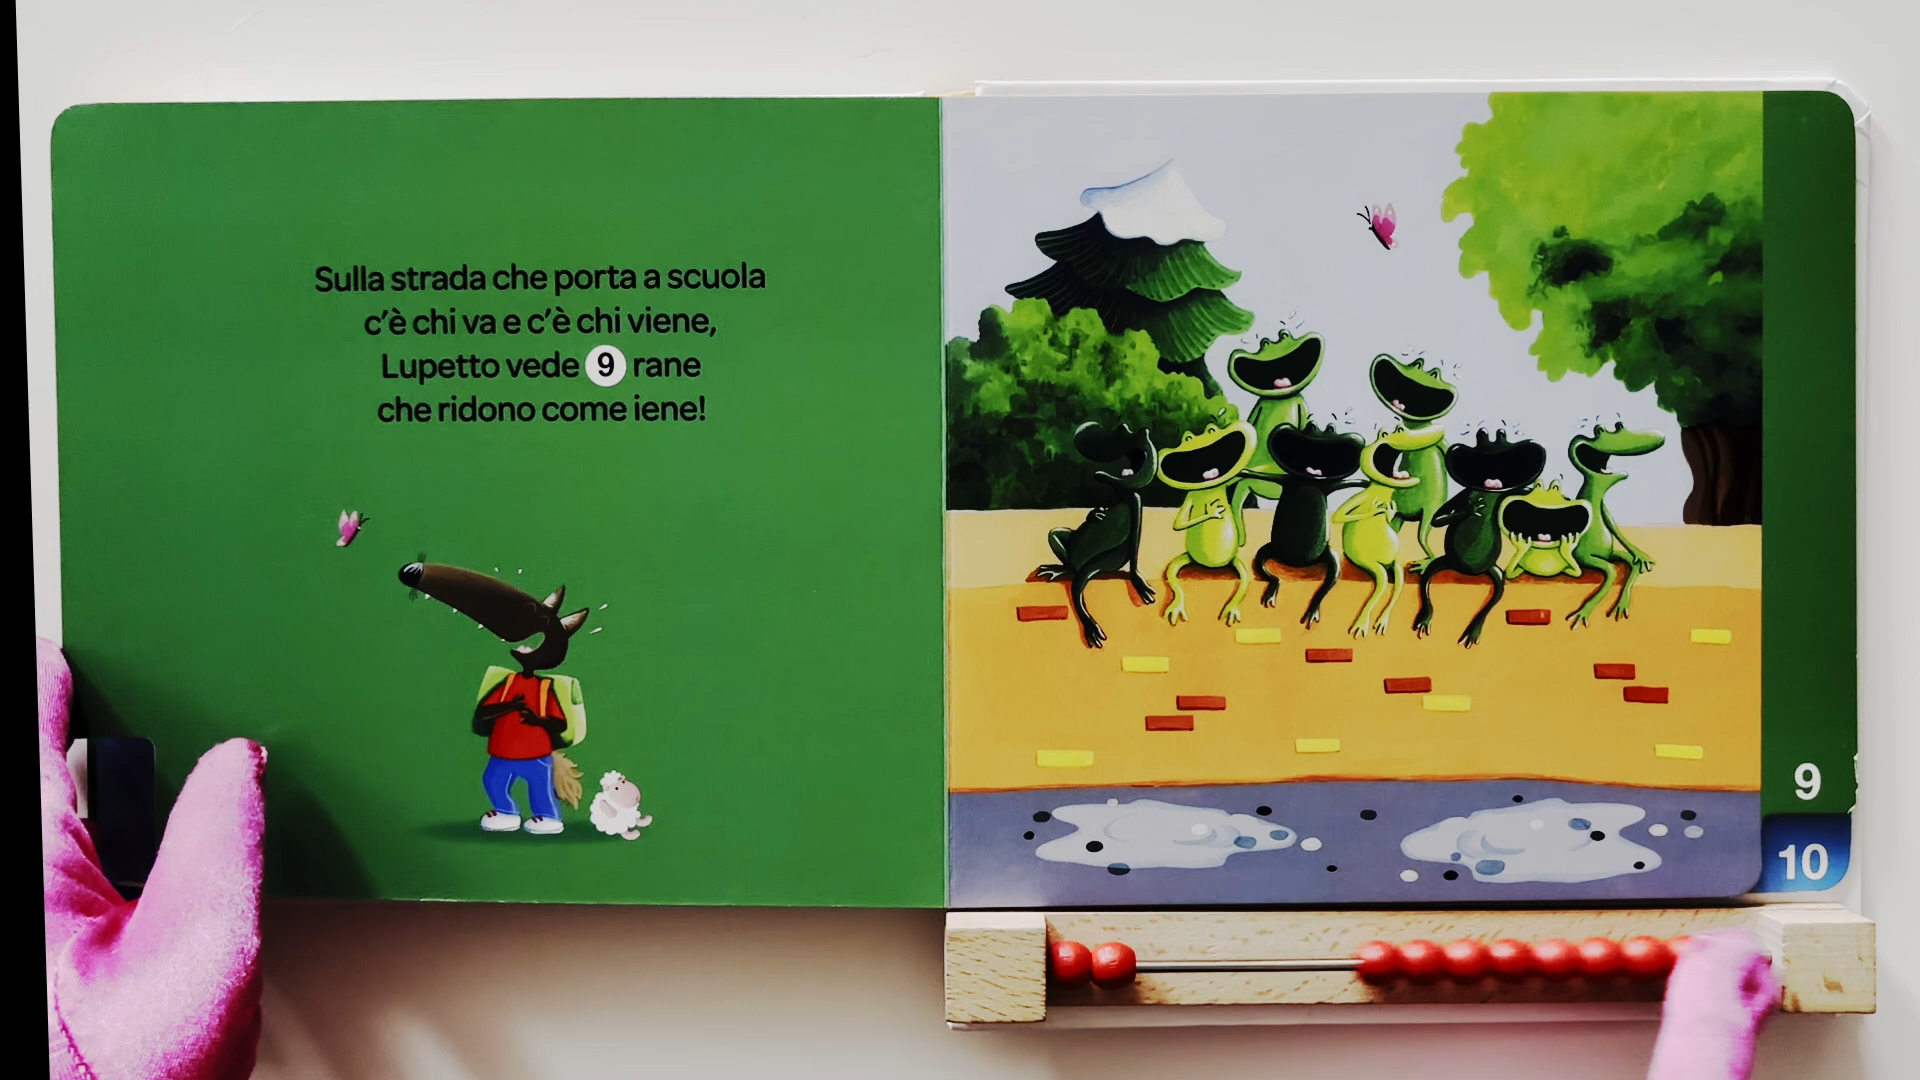 Sulla strada che porta a scuola
c'è chi va e c'è chi viene,
Lupetto vede 9 rane
che ridono come iene!
9
10